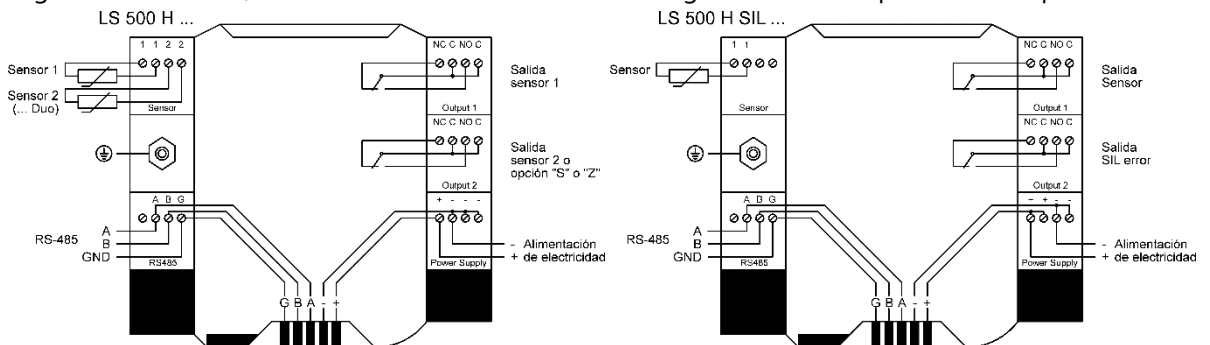 LS 500 H ...
1 1 2 2
Sensor 1
Sensor 2
(... Duo)
Sensor
NC C NO C
Salida
sensor 1
Output 1
NC C NO C
Salida
sensor 2 o
opción "S" o "Z"
Output 2
A B G
A
B
GND
RS-485
RS485
+ - - -
- Alimentación
+ de electricidad
Power Supply
G B A - +
LS 500 H SIL ...
1 1
Sensor
Sensor
NC C NO C
Salida
Sensor
Output 1
NC C NO C
Salida
SIL error
Output 2
A B G
A
B
GND
RS-485
RS485
- Alimentación
+ de electricidad
Power Supply
G B A - +